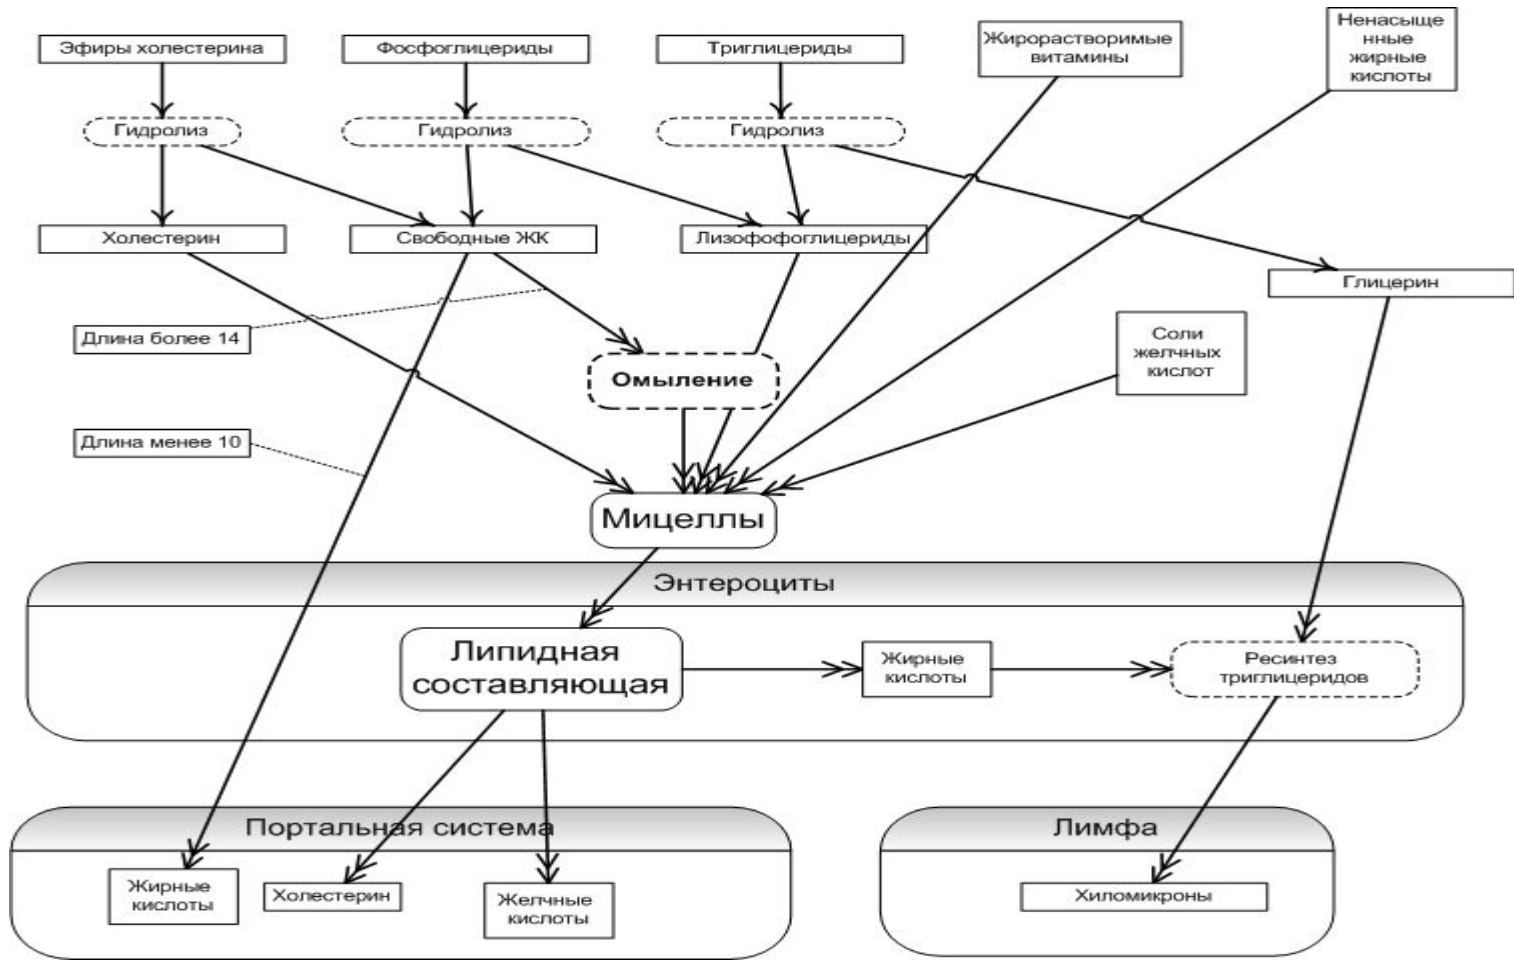 Эфиры холестерина
Фосфоглицериды
Триглицериды
Жирорастворимые
витамины
Ненасыще
нные
жирные
кислоты
Гидролиз
Гидролиз
Гидролиз
Холестерин
Свободные ЖК
Лизофофоглицериды
Глицерин
Длина более 14
Соли
желчных
кислот
Омыление
Длина менее 10
Мицеллы
Энтероциты
Липидная
составляющая
Жирные
кислоты
Ресинтез
триглицеридов
Портальная система
Лимфа
Жирные
кислоты
Холестерин
Желчные
кислоты
Хиломикроны